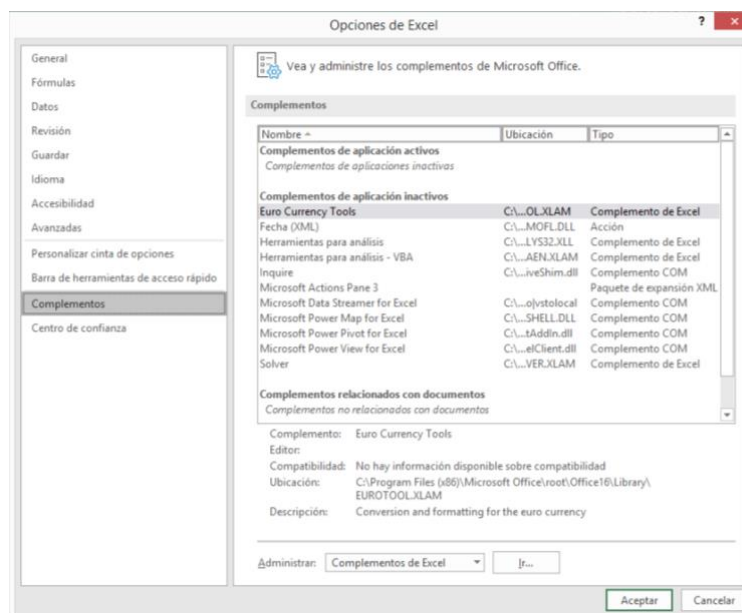 Opciones de Excel
?
×
General
Fórmulas
Datos
Revisión
Guardar
Idioma
Accesibilidad
Avanzadas
Personalizar cinta de opciones
Barra de herramientas de acceso rápido
Complementos
Centro de confianza
Vea y administre los complementos de Microsoft Office.
Complementos
Nombre Ubicación Tipo
Complementos de aplicación activos
Complementos de aplicaciones inactivas
Complementos de aplicación inactivos
Euro Currency Tools C:\...OL.XLAM Complemento de Excel
Fecha (XML) C:\...MOFL.DLL Acción
Herramientas para análisis C:\...LYS32.XLL Complemento de Excel
Herramientas para análisis - VBA C:\...AEN.XLAM Complemento de Excel
Inquire C:\...iveShim.dll Complemento COM
Microsoft Actions Pane 3 Paquete de expansión XML
Microsoft Data Streamer for Excel C:\...o|vstolocal Complemento COM
Microsoft Power Map for Excel C:\...SHELL.DLL Complemento COM
Microsoft Power Pivot for Excel C:\...tAddIn.dll Complemento COM
Microsoft Power View for Excel C:\...elClient.dll Complemento COM
Solver C:\...VER.XLAM Complemento de Excel
Complementos relacionados con documentos
Complementos no relacionados con documentos
Complemento: Euro Currency Tools
Editor:
Compatibilidad: No hay información disponible sobre compatibilidad
Ubicación: C:\Program Files (x86)\Microsoft Office\root\Office16\Library\
EUROTOOL.XLAM
Descripción: Conversion and formatting for the euro currency
Administrar: Complementos de Excel Ir...
Aceptar Cancelar